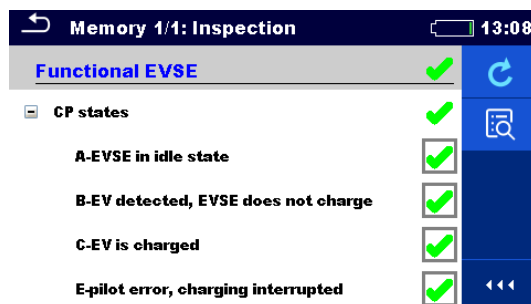 Memory 1/1: Inspection 13:08
Functional EVSE
CP states
A-EVSE in idle state
B-EV detected, EVSE does not charge
C-EV is charged
E-pilot error, charging interrupted